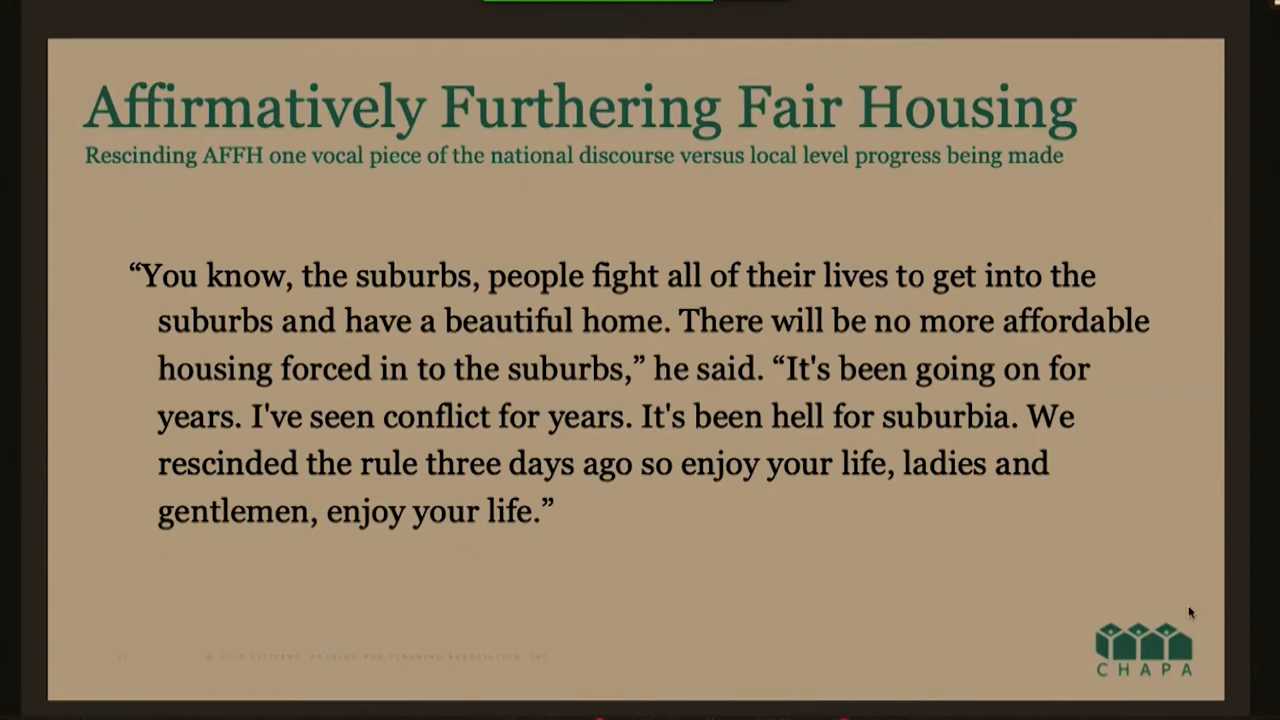 Affirmatively Furthering Fair Housing
Rescinding AFFH one vocal piece of the national discourse versus local level progress being made
“You know, the suburbs, people fight all of their lives to get into the
suburbs and have a beautiful home. There will be no more affordable
housing forced in to the suburbs,” he said. “It's been going on for
years. I've seen conflict for years. It's been hell for suburbia. We
rescinded the rule three days ago so enjoy your life, ladies and
gentlemen, enjoy your life.”
CHAPA